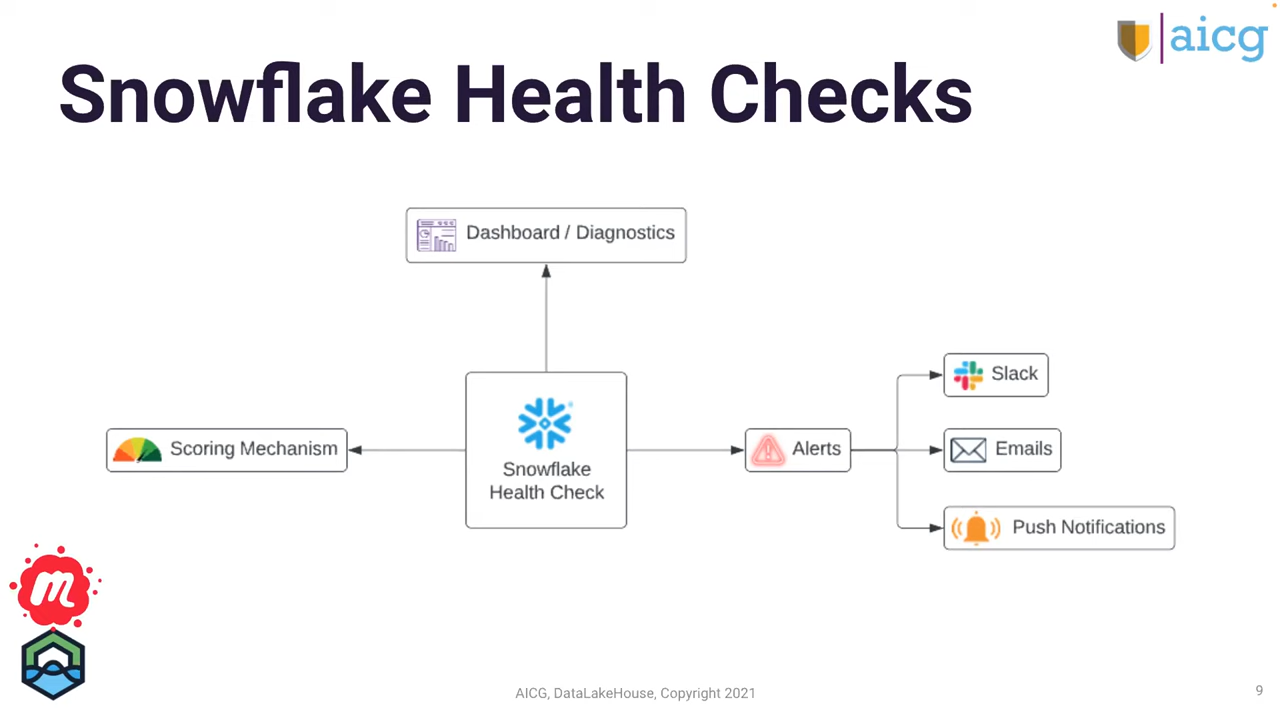 aicg
Snowflake Health Checks
Dashboard / Diagnostics
Slack
Scoring Mechanism
Snowflake
Health Check
Alerts
Emails
Push Notifications
m
AICG, DataLakeHouse, Copyright 2021
9